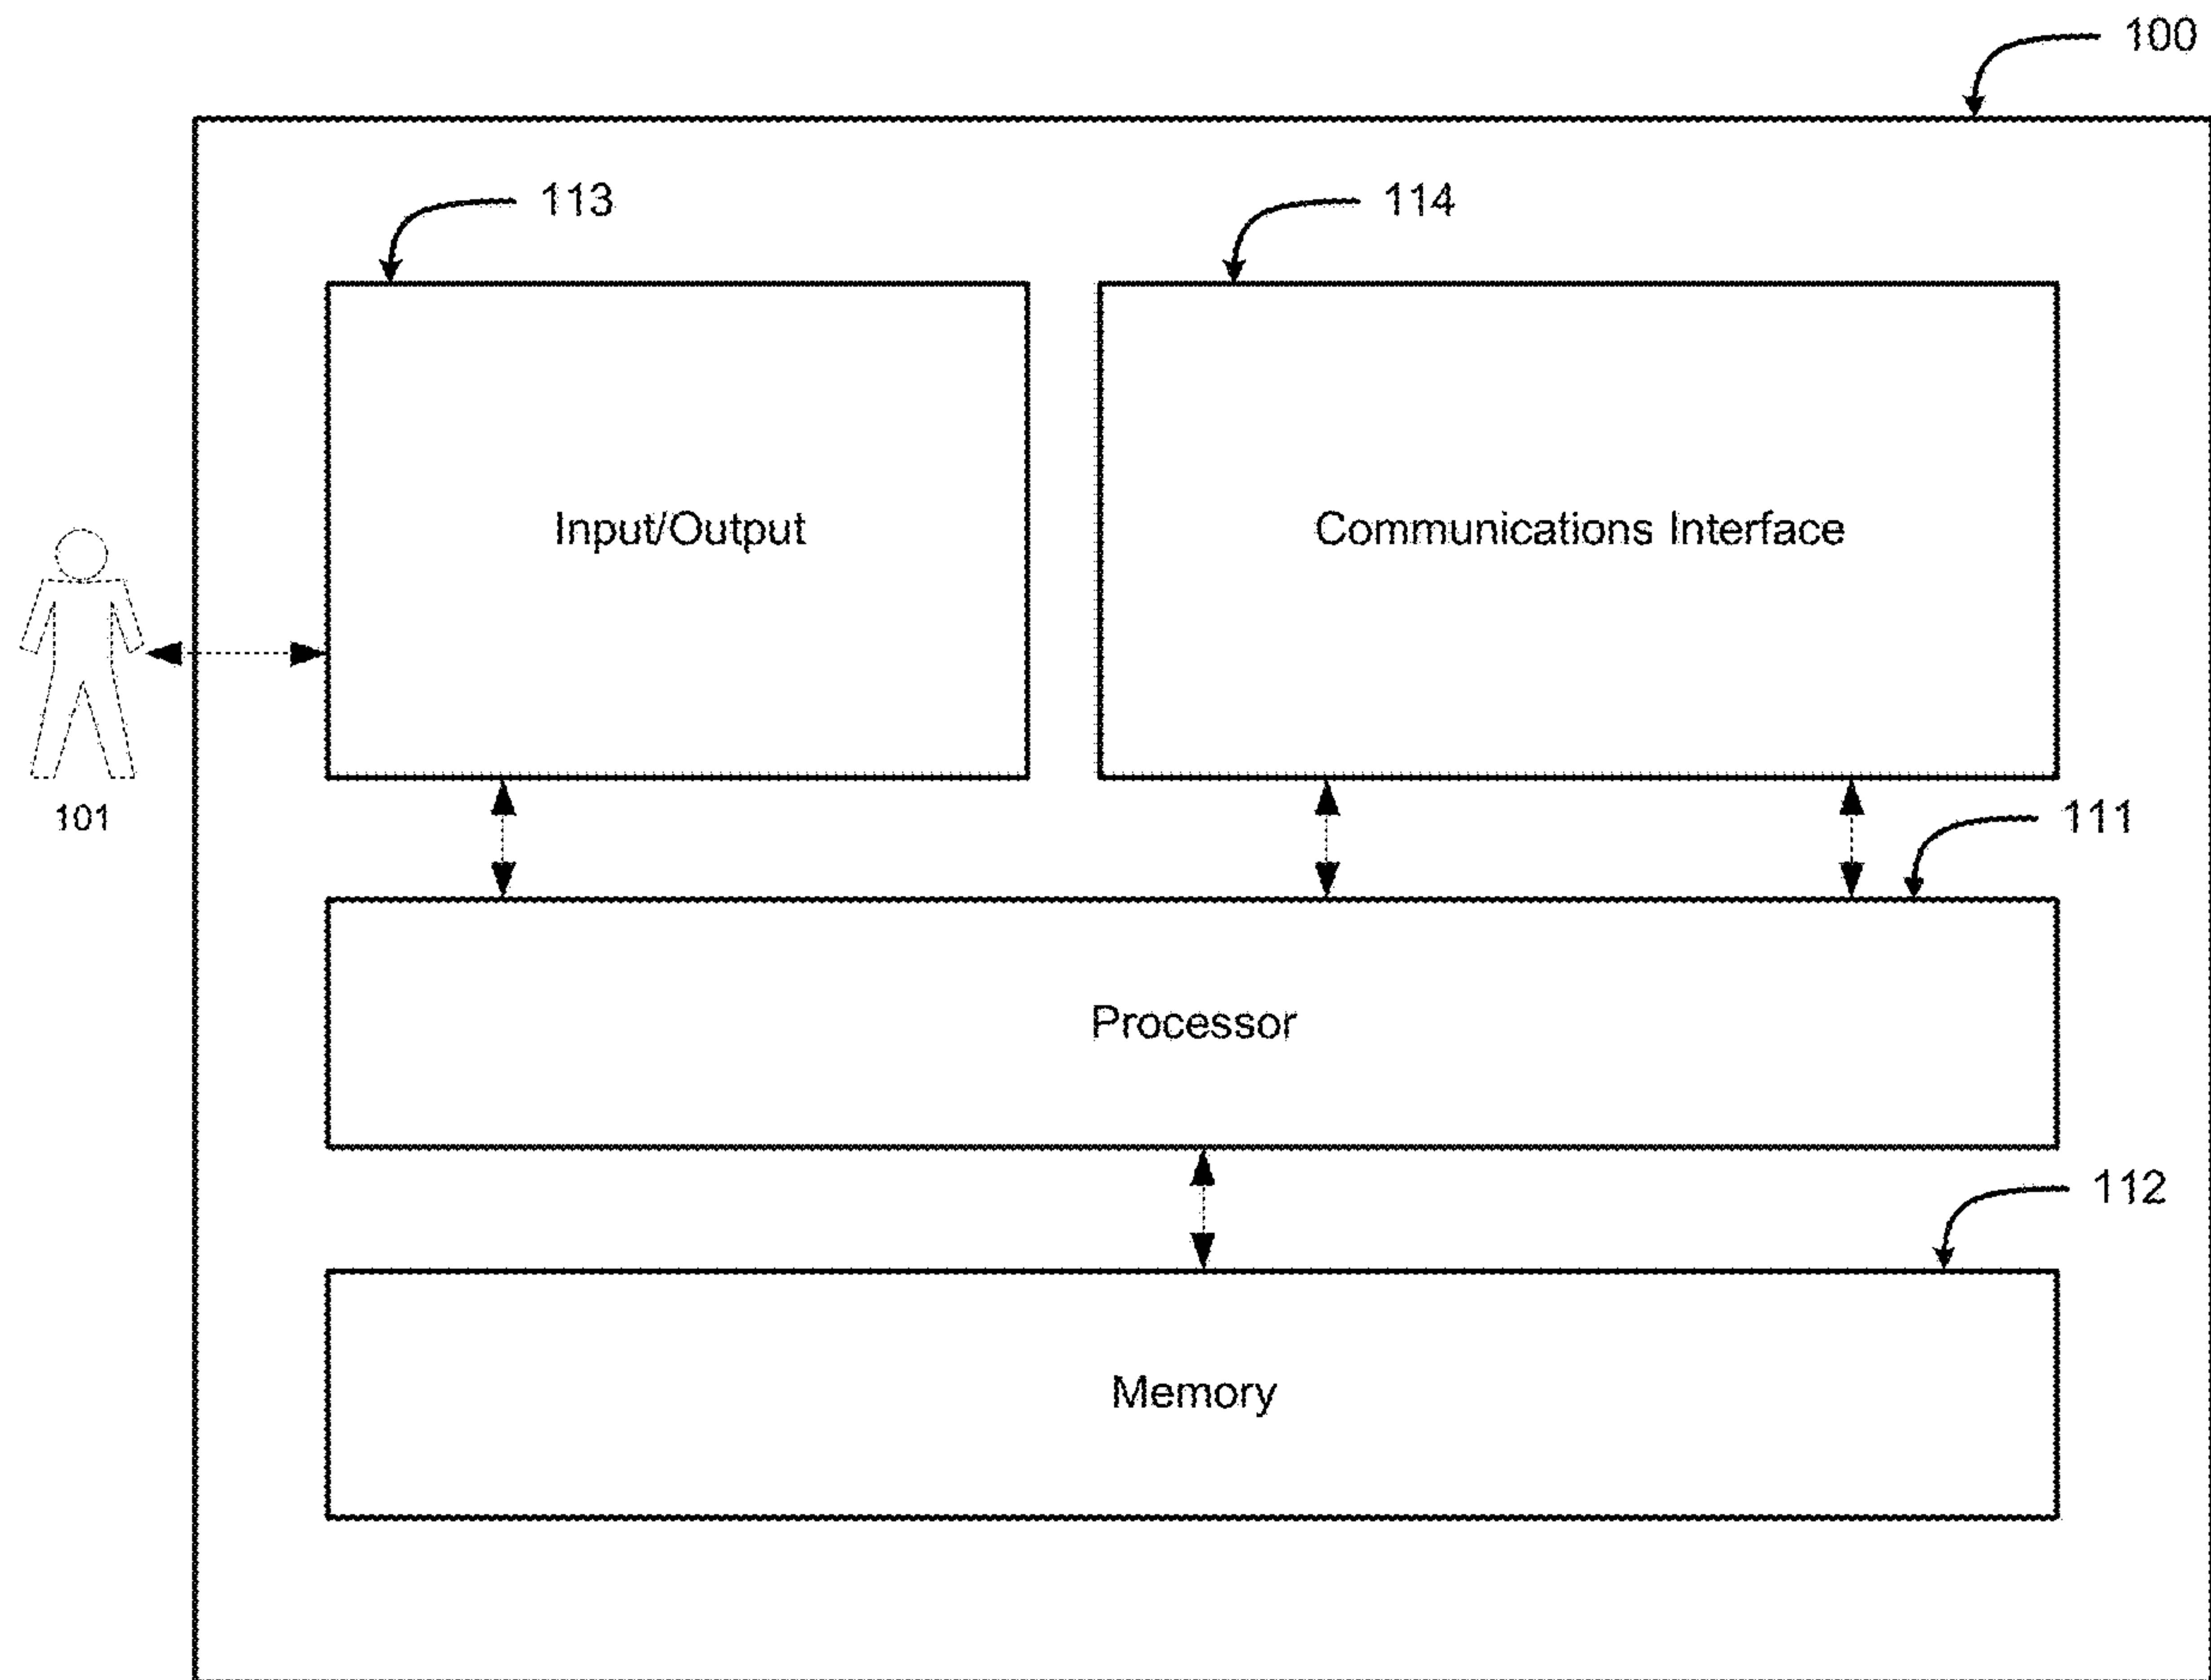 100
113
114
Input/Output
Communications Interface
101
111
Processor
112
Memory